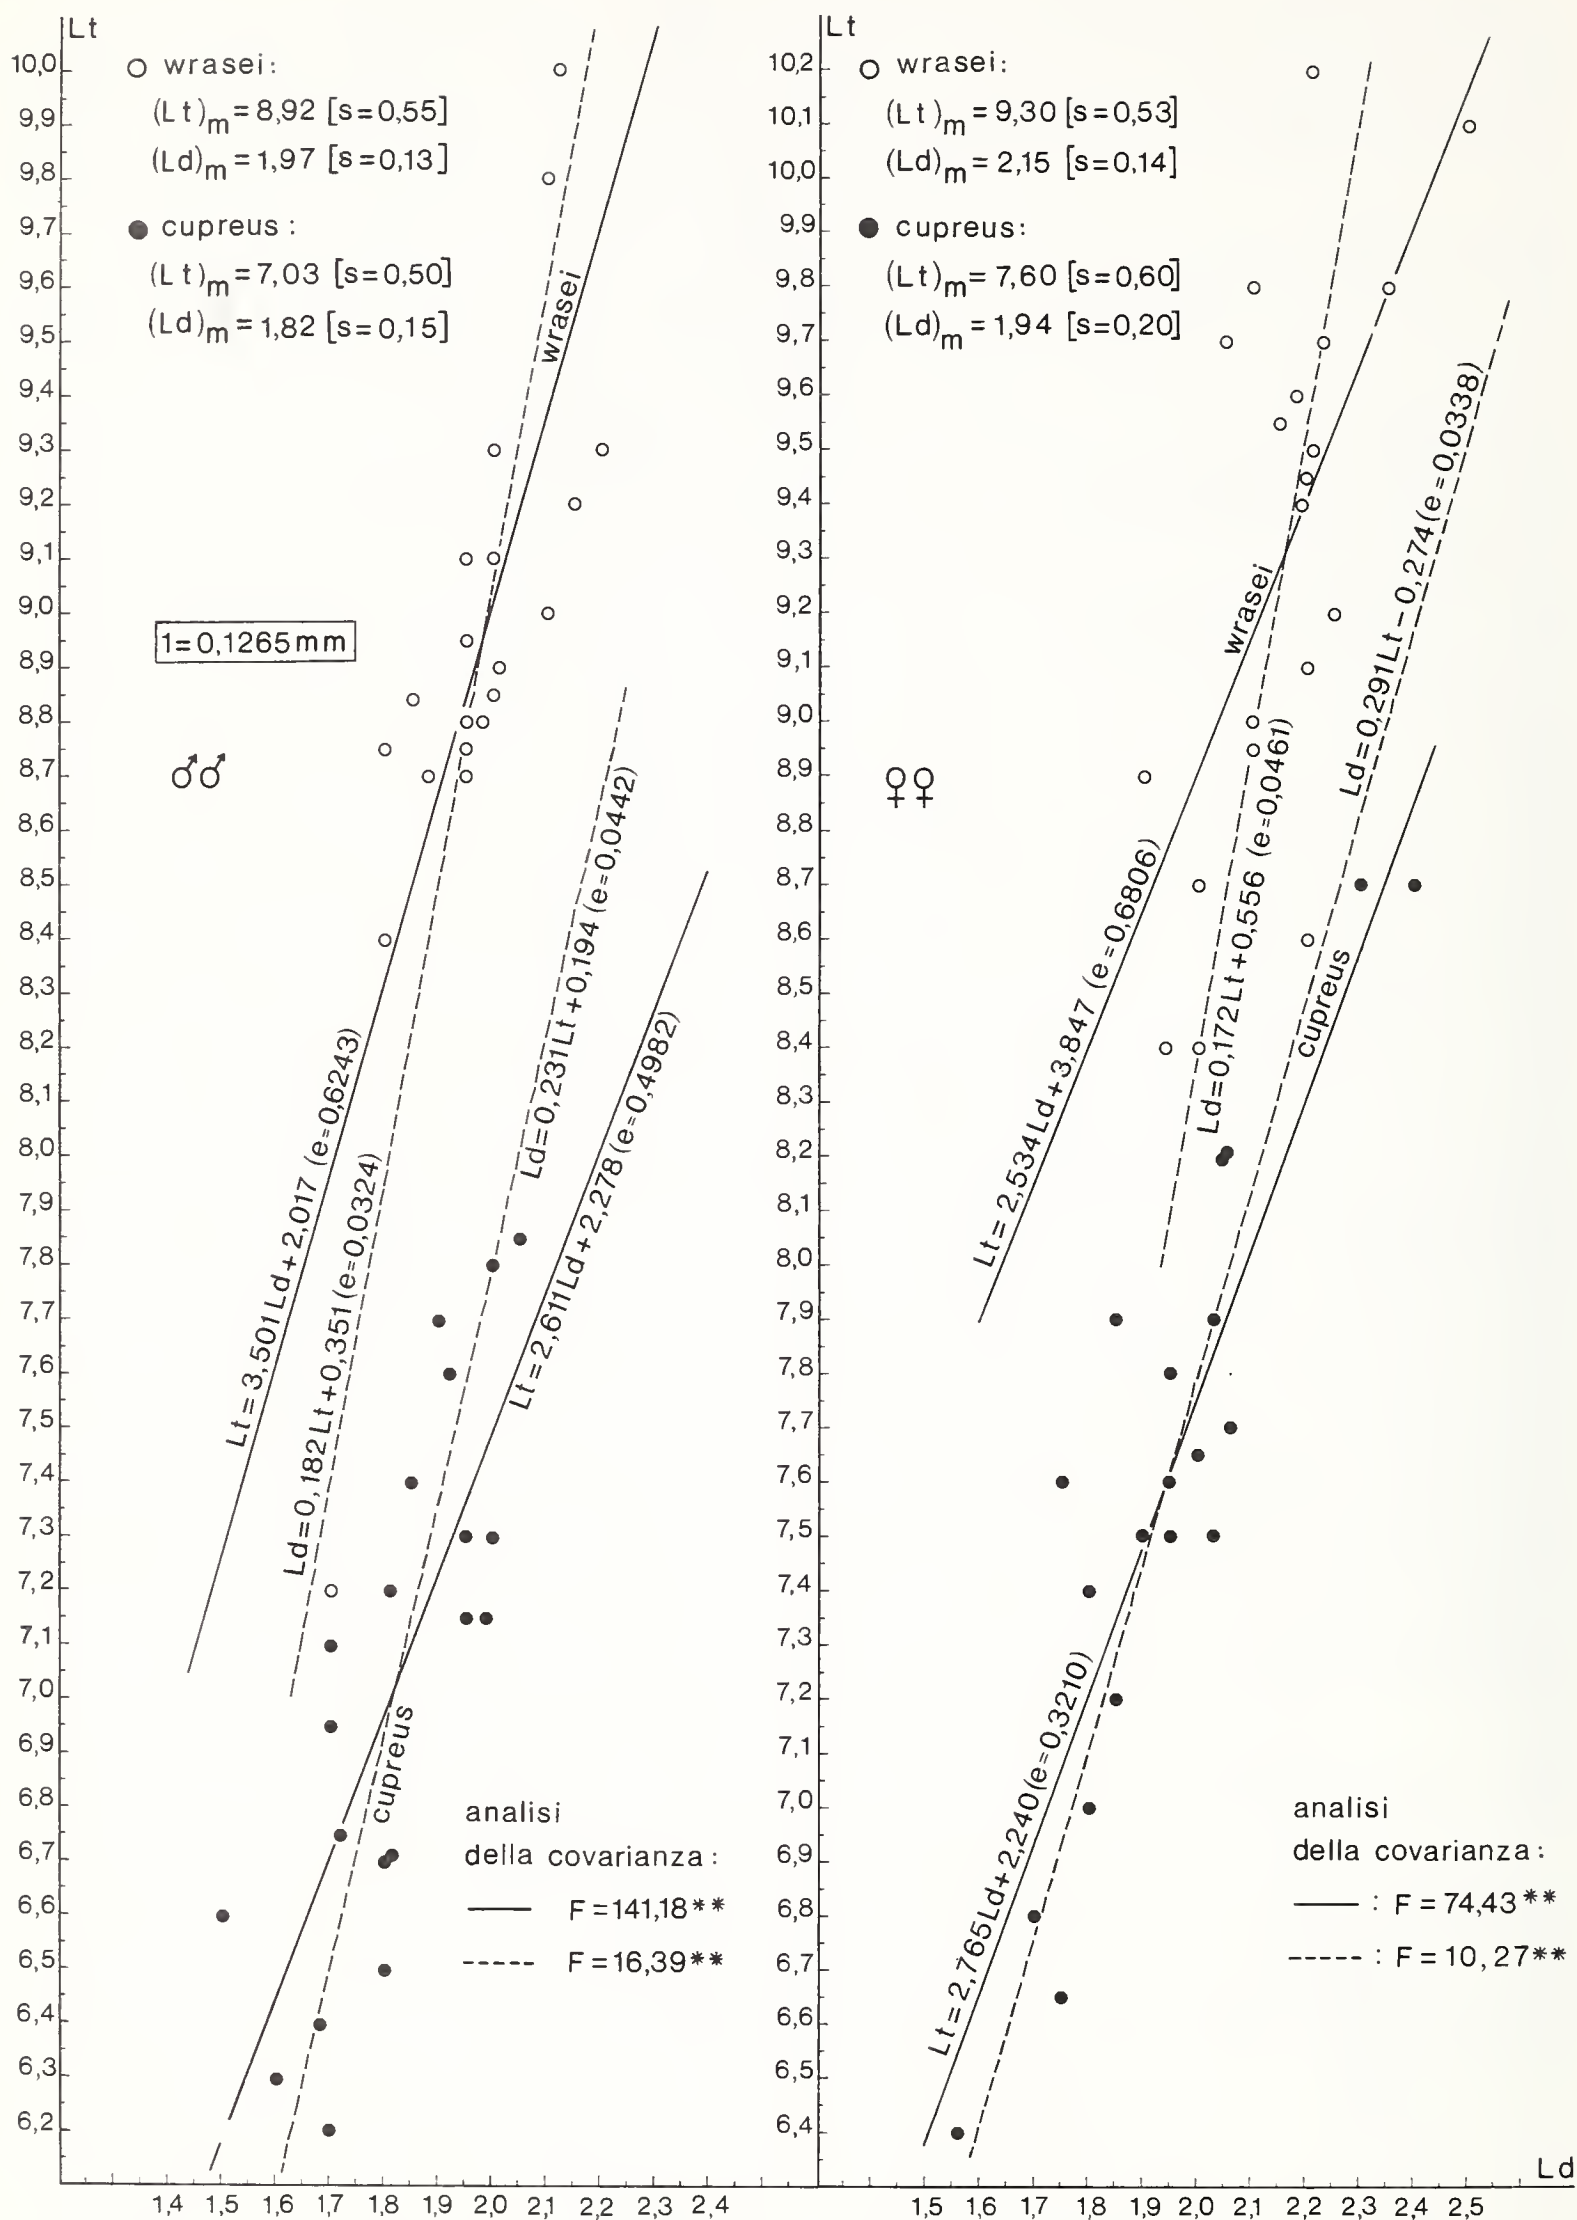 Lt
10,0
9,9
9,8
9,7
9,6
9,5
9,4
9,3
9,2
9,1
9,0
8,9
8,8
8,7
8,6
8,5
8,4
8,3
8,2
8,1
8,0
7,9
7,8
7,7
7,6
7,5
7,4
7,3
7,2
7,1
7,0
6,9
6,8
6,7
6,6
6,5
6,4
6,3
6,2
○ wrasei:
(Lt)m=8,92 [s=0,55]
(Ld)m=1,97 [s=0,13]
● cupreus:
(Lt)m=7,03 [s=0,50]
(Ld)m=1,82 [s=0,15]
1=0,1265mm
♂♂
wrasei
Lt=3,501Ld+2,017 (e=0,6243)
Ld=0,182Lt+0,351(e=0,0324)
Ld=0,231Lt+0,194(e=0,0442)
Lt=2,611Ld+2,278(e=0,4982)
cupreus
analisi
della covarianza:
F=141,18**
F=16,39**
1,4 1,5 1,6 1,7 1,8 1,9 2,0 2,1 2,2 2,3 2,4
Lt
10,2
10,1
10,0
9,9
9,8
9,7
9,6
9,5
9,4
9,3
9,2
9,1
9,0
8,9
8,8
8,7
8,6
8,5
8,4
8,3
8,2
8,1
8,0
7,9
7,8
7,7
7,6
7,5
7,4
7,3
7,2
7,1
7,0
6,9
6,8
6,7
6,6
6,5
6,4
○ wrasei:
(Lt)m=9,30 [s=0,53]
(Ld)m=2,15 [s=0,14]
● cupreus:
(Lt)m=7,60 [s=0,60]
(Ld)m=1,94 [s=0,20]
♀♀
wrasei
Lt=2,534Ld+3,847 (e=0,6806)
Ld=0,172Lt+0,556 (e=0,0461)
Ld=0,291Lt-0,274(e=0,0338)
cupreus
Lt=2,765Ld+2,240(e=0,3210)
analisi
della covarianza:
: F=74,43**
: F=10,27**
Ld
1,5 1,6 1,7 1,8 1,9 2,0 2,1 2,2 2,3 2,4 2,5